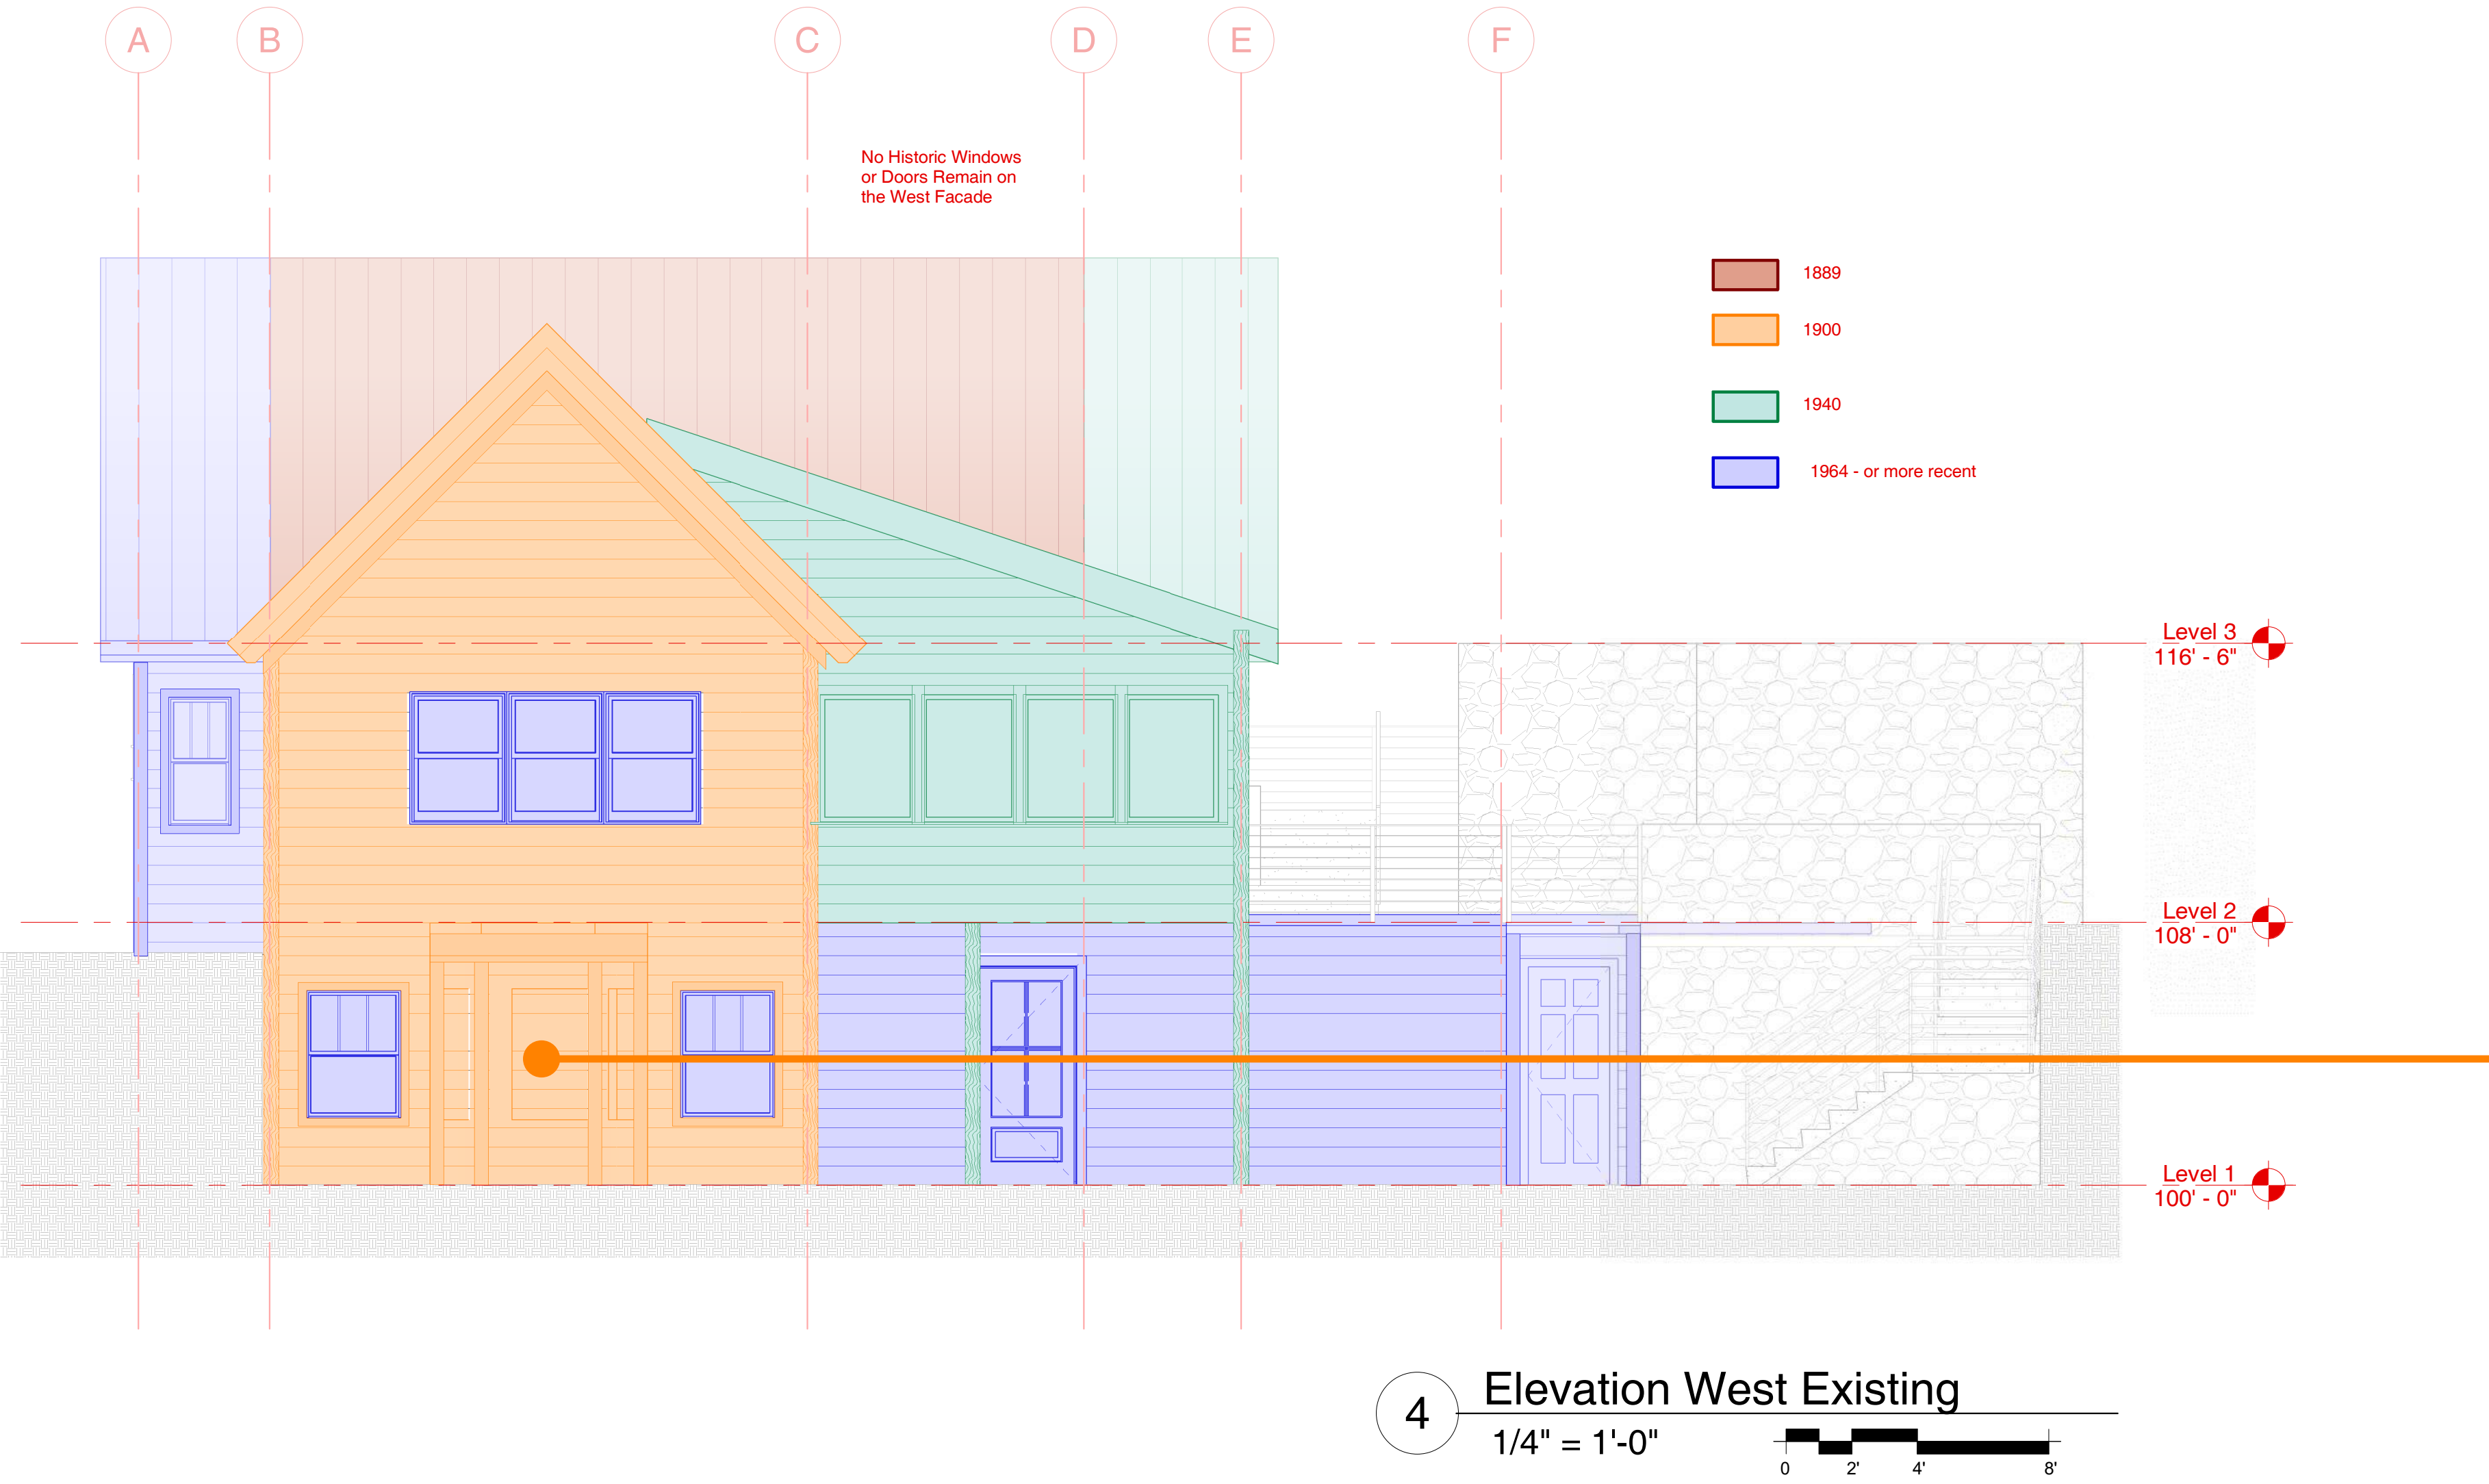 A B C D E F
No Historic Windows
or Doors Remain on
the West Facade
1889
1900
1940
1964 - or more recent
Level 3
116' - 6"
Level 2
108' - 0"
Level 1
100' - 0"
4
Elevation West Existing
1/4" = 1'-0"
0 2' 4' 8'